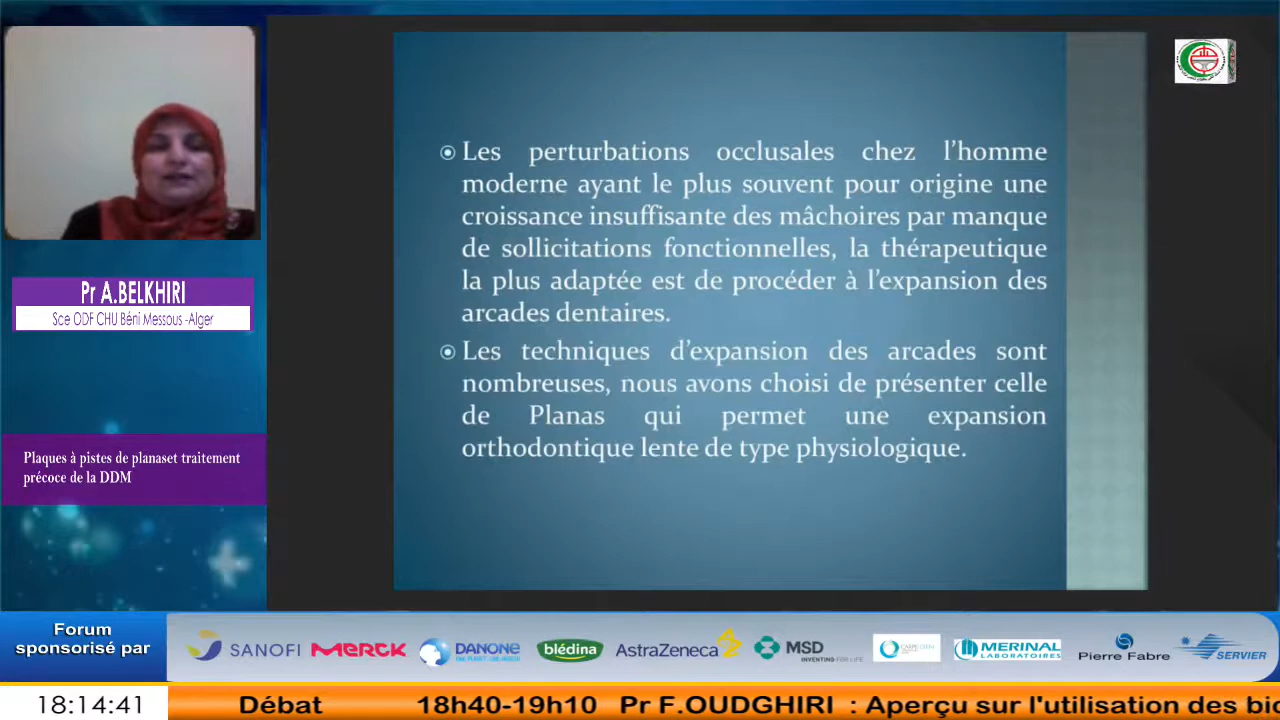 Pr A.BELKHIRI
Sce ODF CHU Béni Messous -Alger
Plaques à pistes de planaset traitement
précoce de la DDM
Les perturbations occlusales chez l'homme
moderne ayant le plus souvent pour origine une
croissance insuffisante des mâchoires par manque
de sollicitations fonctionnelles, la thérapeutique
la plus adaptée est de procéder à l'expansion des
arcades dentaires.
Les techniques d'expansion des arcades sont
nombreuses, nous avons choisi de présenter celle
de Planas qui permet une expansion
orthodontique lente de type physiologique.
Forum
sponsorisé par
SANOFI
MERCK
DANONE
blédina
AstraZeneca
MSD
INVENTING FOR LIFE
MERINAL
LABORATOIRES
Pierre Fabre
SERVIER
18:14:41 Débat 18h40-19h10 Pr F.OUDGHIRI : Aperçu sur l'utilisation des bi